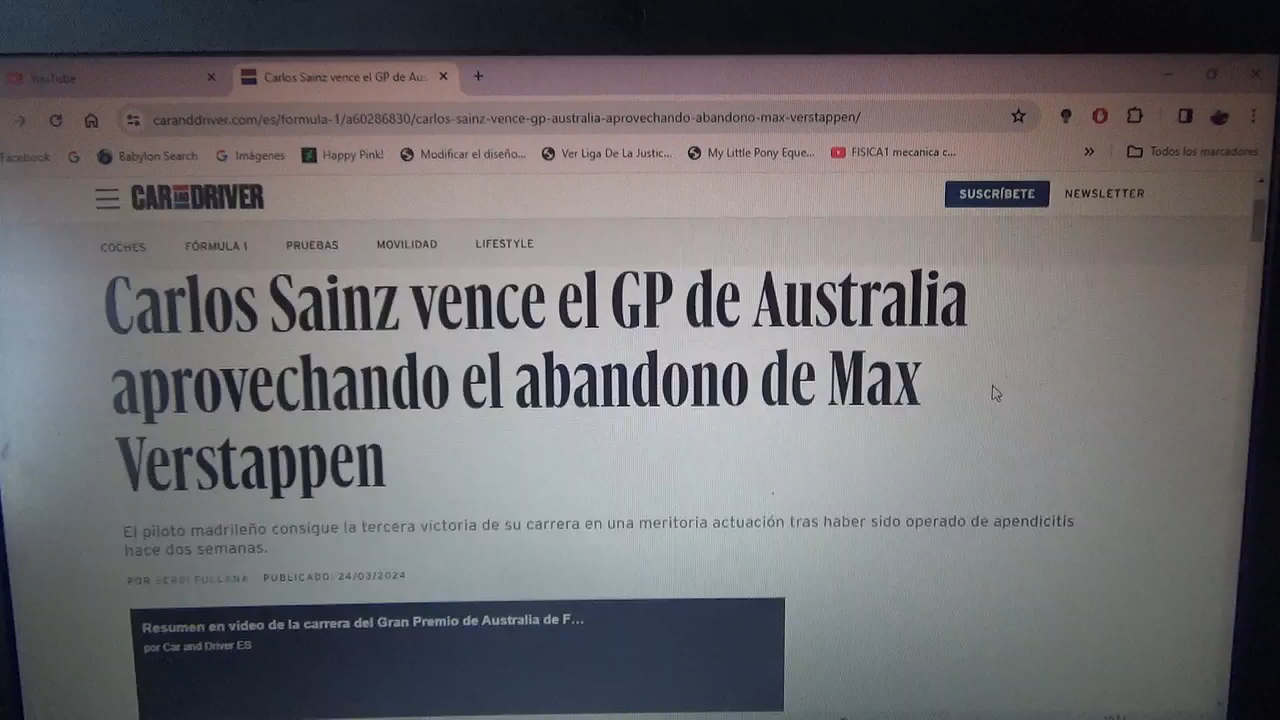 YouTube
Carlos Sainz vence el GP de Au
caranddriver.com/es/formula-1/a60286830/carlos-sainz-vence-gp-australia-aprovechando-abandono-max-verstappen/
Facebook G Babylon Search G Imágenes Happy Pink! Modificar el diseño... Ver Liga De La Justic... My Little Pony Eque... FISICA1 mecanica c... » Todos los marcadores
CAR AND DRIVER SUSCRÍBETE NEWSLETTER
COCHES FÓRMULA 1 PRUEBAS MOVILIDAD LIFESTYLE
Carlos Sainz vence el GP de Australia
aprovechando el abandono de Max
Verstappen
El piloto madrileño consigue la tercera victoria de su carrera en una meritoria actuación tras haber sido operado de apendicitis
hace dos semanas.
POR SERGI FULLANA PUBLICADO: 24/03/2024
Resumen en video de la carrera del Gran Premio de Australia de F...
por Car and Driver ES